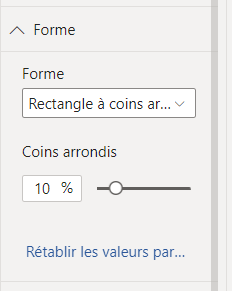 Forme
Forme
Rectangle à coins ar...
Coins arrondis
10 %
Rétablir les valeurs par...